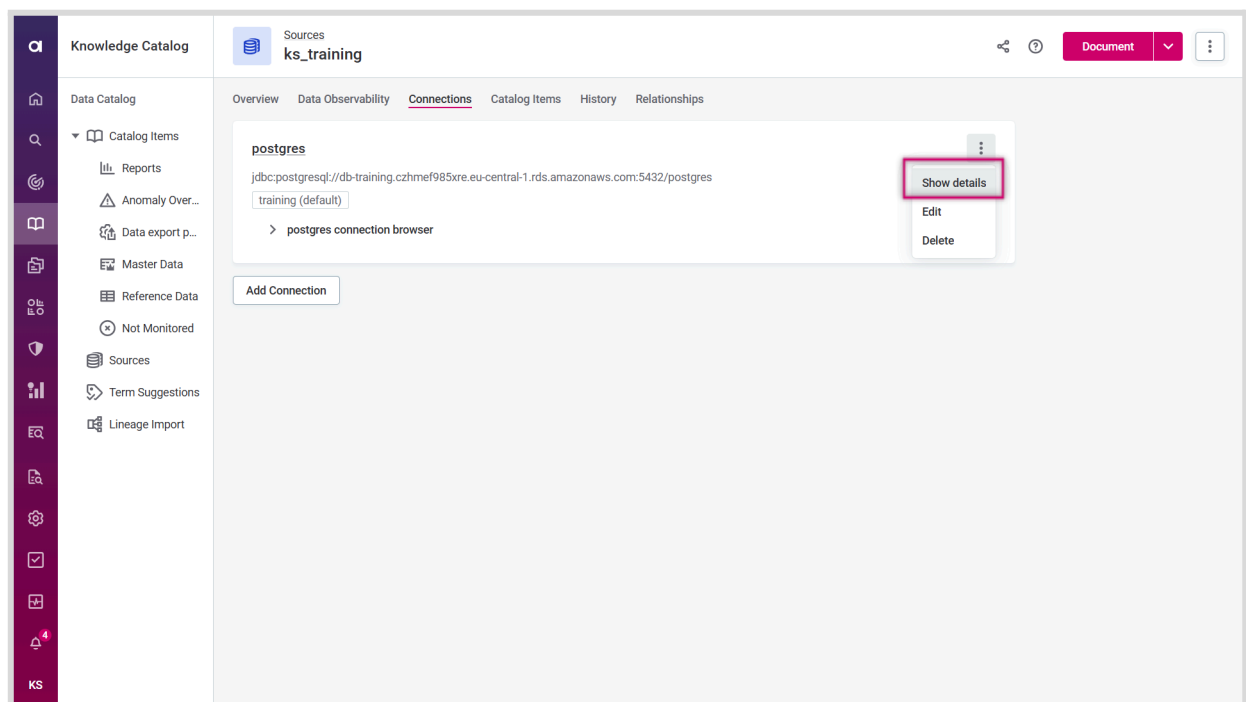 Knowledge Catalog
Sources
ks_training
Document
Data Catalog
Catalog Items
Reports
Anomaly Over...
Data export p...
Master Data
Reference Data
Not Monitored
Sources
Term Suggestions
Lineage Import
4
KS
Overview
Data Observability
Connections
Catalog Items
History
Relationships
postgres
jdbc:postgresql://db-training.czhmef985xre.eu-central-1.rds.amazonaws.com:5432/postgres
training (default)
postgres connection browser
Show details
Edit
Delete
Add Connection